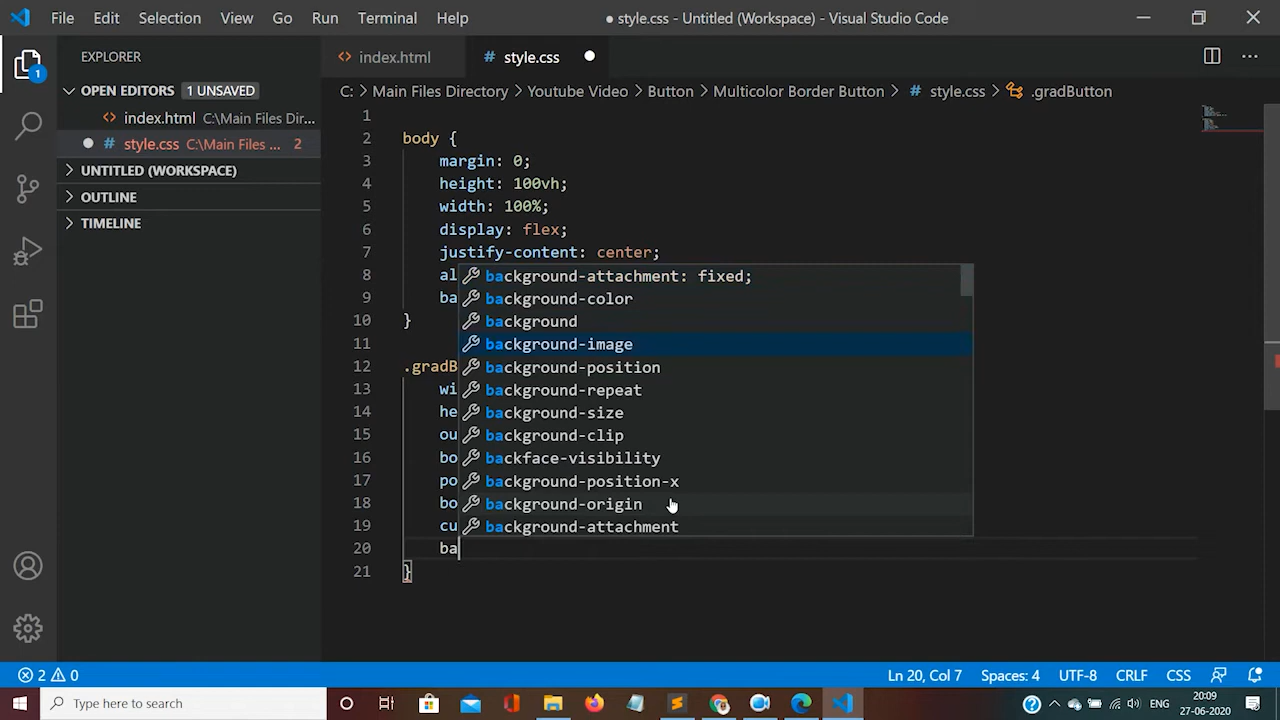 File Edit Selection View Go Run Terminal Help
● style.css - Untitled (Workspace) - Visual Studio Code
1
EXPLORER
OPEN EDITORS 1 UNSAVED
<> index.html C:\Main Files Dir...
# style.css C:\Main Files ... 2
UNTITLED (WORKSPACE)
OUTLINE
TIMELINE
<> index.html
# style.css
C: > Main Files Directory > Youtube Video > Button > Multicolor Border Button > # style.css > .gradButton
1
2 body {
3 margin: 0;
4 height: 100vh;
5 width: 100%;
6 display: flex;
7 justify-content: center;
8 al
9 ba
10 }
11
12 .gradB
13 wi
14 he
15 ou
16 bo
17 po
18 bo
19 cu
20 ba
21 }
background-attachment: fixed;
background-color
background
background-image
background-position
background-repeat
background-size
background-clip
backface-visibility
background-position-x
background-origin
background-attachment
2 0
Ln 20, Col 7
Spaces: 4
UTF-8
CRLF
CSS
Type here to search
ENG
20:09
27-06-2020